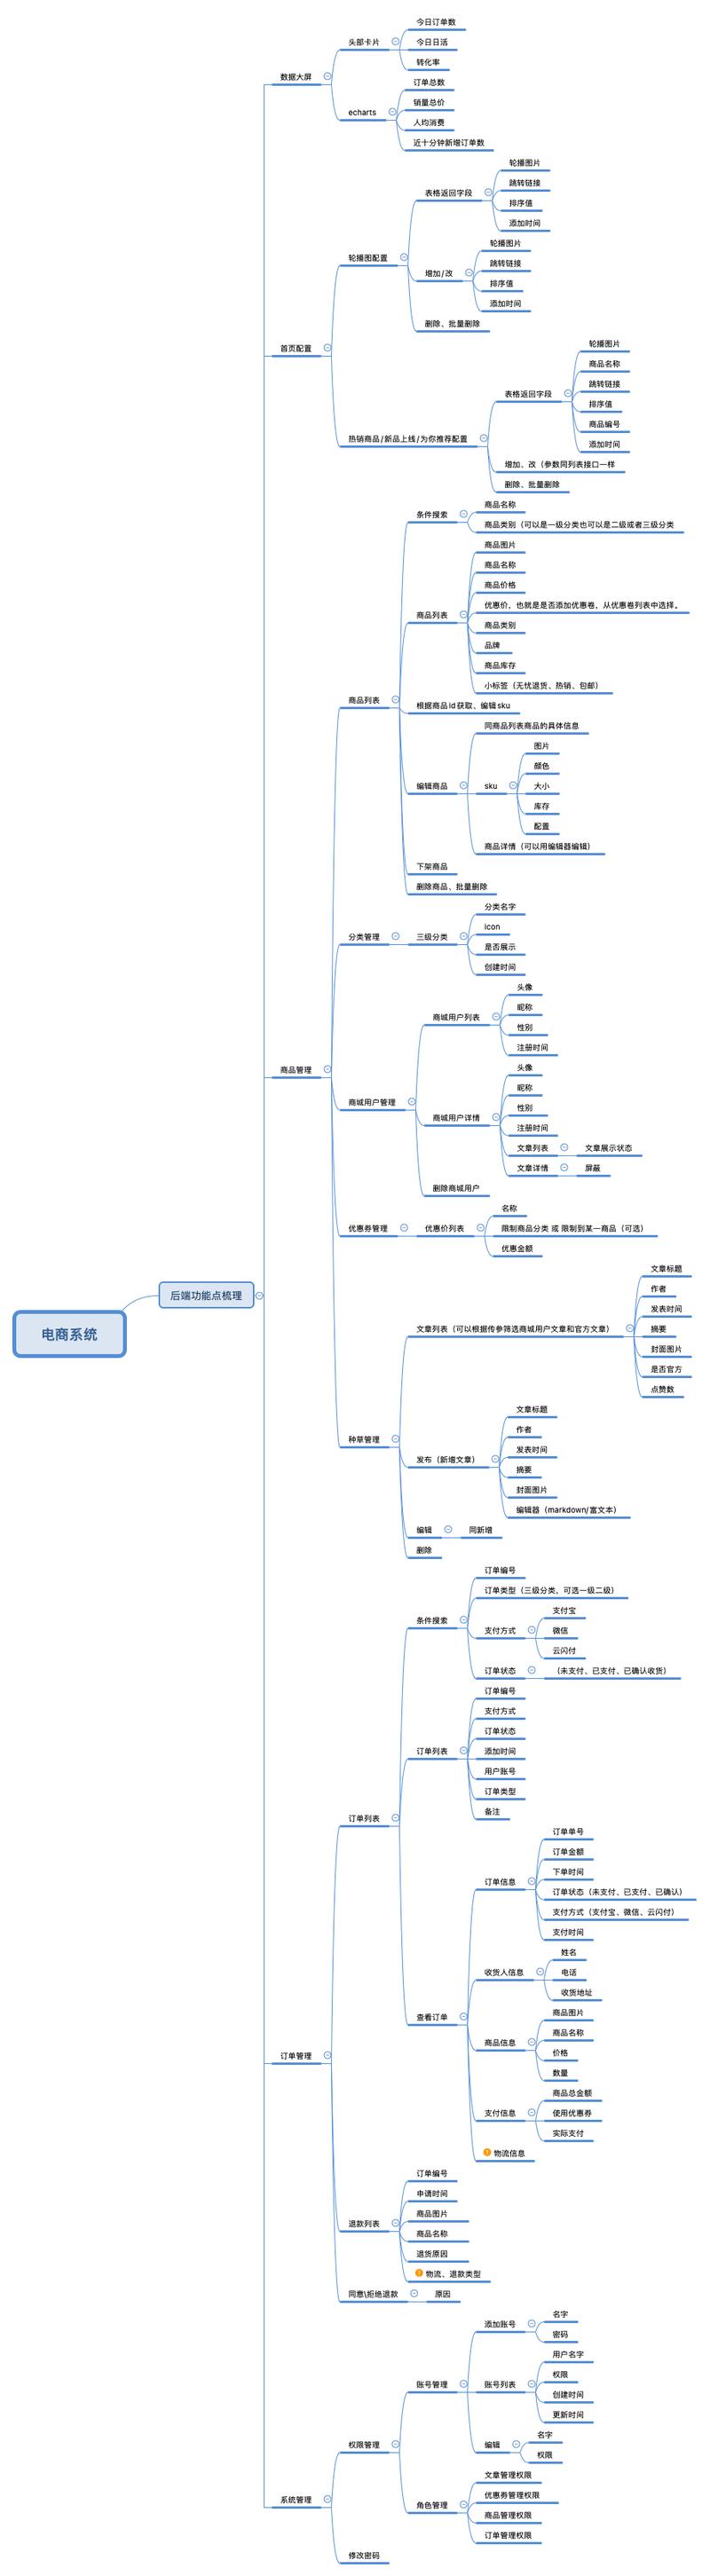 电商系统
后端功能点梳理
数据大屏
头部卡片
今日订单数
今日日活
转化率
echarts
订单总数
销量总价
人均消费
近十分钟新增订单数
首页配置
轮播图配置
表格返回字段
轮播图片
跳转链接
排序值
添加时间
增加/改
轮播图片
跳转链接
排序值
添加时间
删除、批量删除
热销商品/新品上线/为你推荐配置
表格返回字段
轮播图片
商品名称
跳转链接
排序值
商品编号
添加时间
增加、改（参数同列表接口一样
删除、批量删除
商品管理
商品列表
条件搜索
商品名称
商品类别（可以是一级分类也可以是二级或者三级分类
商品列表
商品图片
商品名称
商品价格
优惠价，也就是是否添加优惠卷，从优惠卷列表中选择。
商品类别
品牌
商品库存
小标签（无忧退货、热销、包邮）
根据商品id获取、编辑sku
编辑商品
同商品列表商品的具体信息
sku
图片
颜色
大小
库存
配置
商品详情（可以用编辑器编辑）
下架商品
删除商品、批量删除
分类管理
三级分类
分类名字
icon
是否展示
创建时间
商城用户管理
商城用户列表
头像
昵称
性别
注册时间
商城用户详情
头像
昵称
性别
注册时间
文章列表
文章展示状态
文章详情
屏蔽
删除商城用户
优惠劵管理
优惠价列表
名称
限制商品分类 或 限制到某一商品（可选）
优惠金额
种草管理
文章列表（可以根据传参筛选商城用户文章和官方文章）
文章标题
作者
发表时间
摘要
封面图片
是否官方
点赞数
发布（新增文章）
文章标题
作者
发表时间
摘要
封面图片
编辑器（markdown/富文本）
编辑
同新增
删除
订单管理
订单列表
条件搜索
订单编号
订单类型（三级分类，可选一级二级）
支付方式
支付宝
微信
云闪付
订单状态
（未支付、已支付、已确认收货）
订单列表
订单编号
支付方式
订单状态
添加时间
用户账号
订单类型
备注
查看订单
订单信息
订单单号
订单金额
下单时间
订单状态（未支付、已支付、已确认）
支付方式（支付宝、微信、云闪付）
支付时间
收货人信息
姓名
电话
收货地址
商品信息
商品图片
商品名称
价格
数量
支付信息
商品总金额
使用优惠券
实际支付
物流信息
退款列表
订单编号
申请时间
商品图片
商品名称
退货原因
物流、退款类型
同意\拒绝退款
原因
系统管理
权限管理
账号管理
添加账号
名字
密码
账号列表
用户名字
权限
创建时间
更新时间
编辑
名字
权限
角色管理
文章管理权限
优惠劵管理权限
商品管理权限
订单管理权限
修改密码